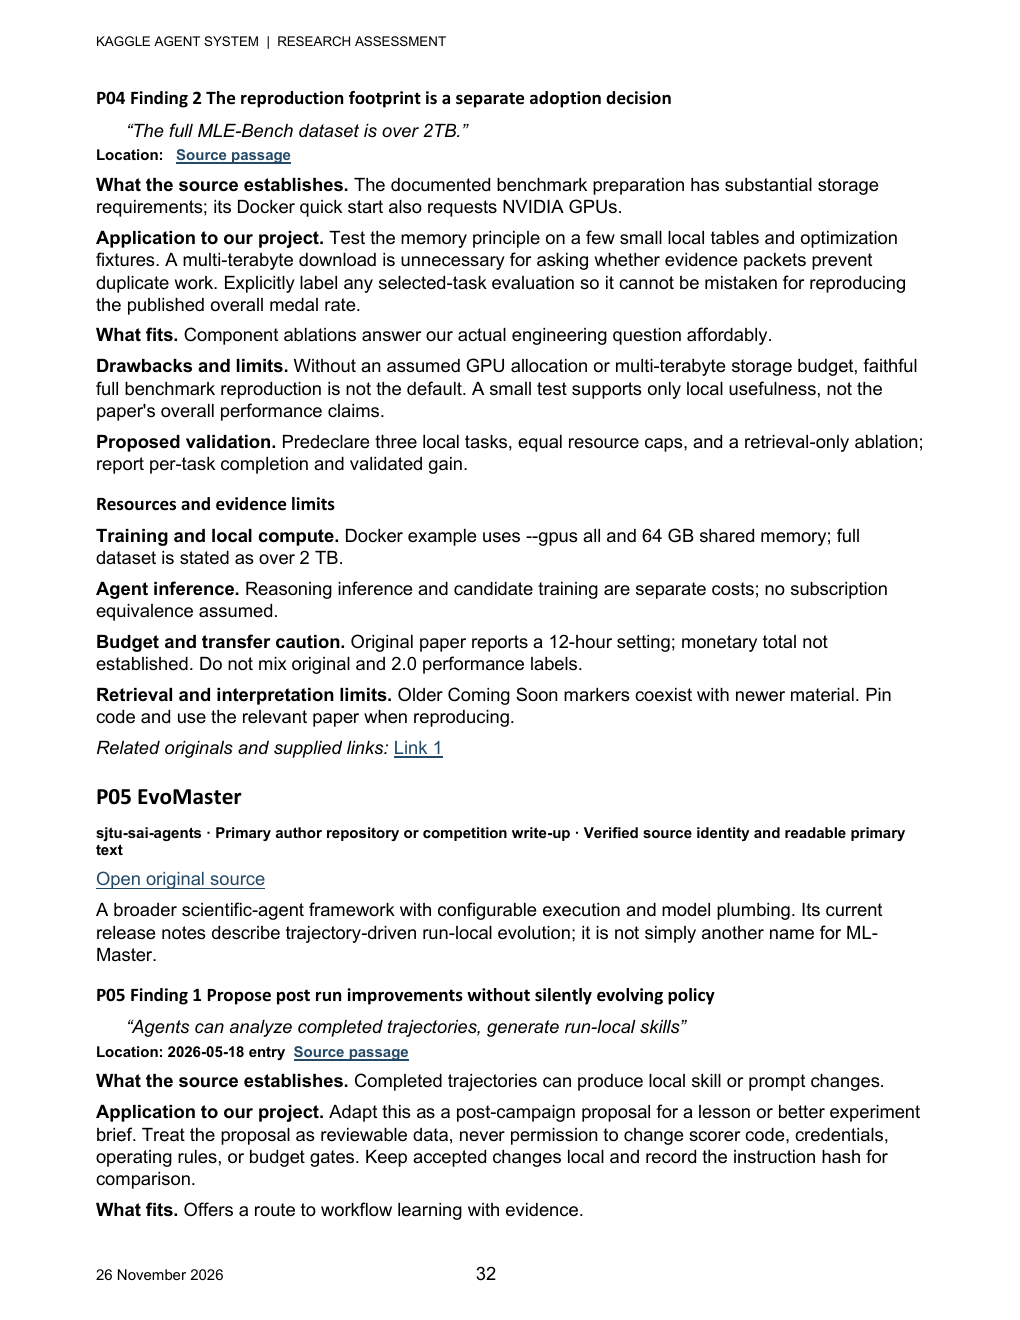 KAGGLE AGENT SYSTEM | RESEARCH ASSESSMENT
P04 Finding 2 The reproduction footprint is a separate adoption decision
“The full MLE-Bench dataset is over 2TB.”
Location: Source passage
What the source establishes. The documented benchmark preparation has substantial storage
requirements; its Docker quick start also requests NVIDIA GPUs.
Application to our project. Test the memory principle on a few small local tables and optimization
fixtures. A multi-terabyte download is unnecessary for asking whether evidence packets prevent
duplicate work. Explicitly label any selected-task evaluation so it cannot be mistaken for reproducing
the published overall medal rate.
What fits. Component ablations answer our actual engineering question affordably.
Drawbacks and limits. Without an assumed GPU allocation or multi-terabyte storage budget, faithful
full benchmark reproduction is not the default. A small test supports only local usefulness, not the
paper's overall performance claims.
Proposed validation. Predeclare three local tasks, equal resource caps, and a retrieval-only ablation;
report per-task completion and validated gain.
Resources and evidence limits
Training and local compute. Docker example uses --gpus all and 64 GB shared memory; full
dataset is stated as over 2 TB.
Agent inference. Reasoning inference and candidate training are separate costs; no subscription
equivalence assumed.
Budget and transfer caution. Original paper reports a 12-hour setting; monetary total not
established. Do not mix original and 2.0 performance labels.
Retrieval and interpretation limits. Older Coming Soon markers coexist with newer material. Pin
code and use the relevant paper when reproducing.
Related originals and supplied links: Link 1
P05 EvoMaster
sjtu-sai-agents · Primary author repository or competition write-up · Verified source identity and readable primary
text
Open original source
A broader scientific-agent framework with configurable execution and model plumbing. Its current
release notes describe trajectory-driven run-local evolution; it is not simply another name for ML-
Master.
P05 Finding 1 Propose post run improvements without silently evolving policy
“Agents can analyze completed trajectories, generate run-local skills”
Location: 2026-05-18 entry Source passage
What the source establishes. Completed trajectories can produce local skill or prompt changes.
Application to our project. Adapt this as a post-campaign proposal for a lesson or better experiment
brief. Treat the proposal as reviewable data, never permission to change scorer code, credentials,
operating rules, or budget gates. Keep accepted changes local and record the instruction hash for
comparison.
What fits. Offers a route to workflow learning with evidence.
26 November 2026
32